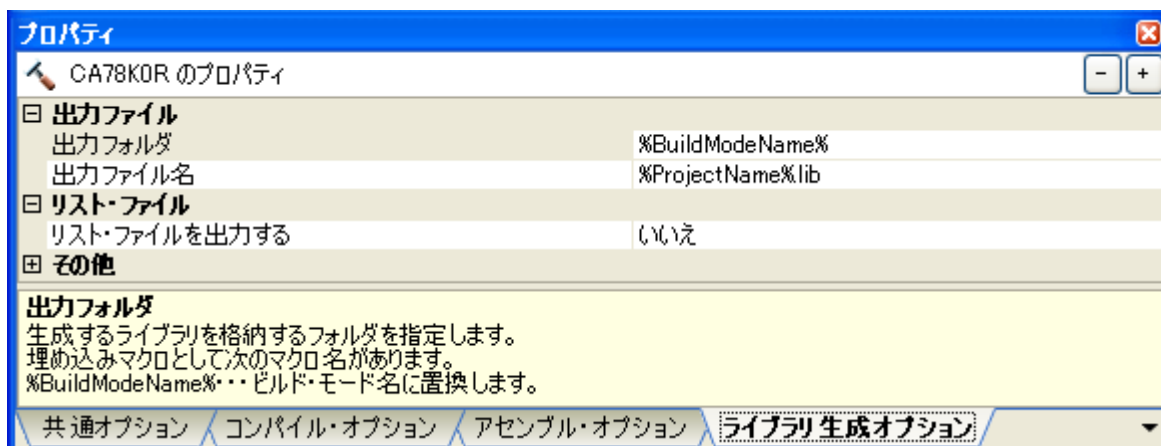 プロパティ
CA78K0R のプロパティ
出力ファイル
出力フォルダ %BuildModeName%
出力ファイル名 %ProjectName%.lib
リスト・ファイル
リスト・ファイルを出力する いいえ
その他
出力フォルダ
生成するライブラリを格納するフォルダを指定します。
埋め込みマクロとして次のマクロ名があります。
%BuildModeName%・・・ビルド・モード名に置換します。
共通オプション コンパイル・オプション アセンブル・オプション ライブラリ生成オプション